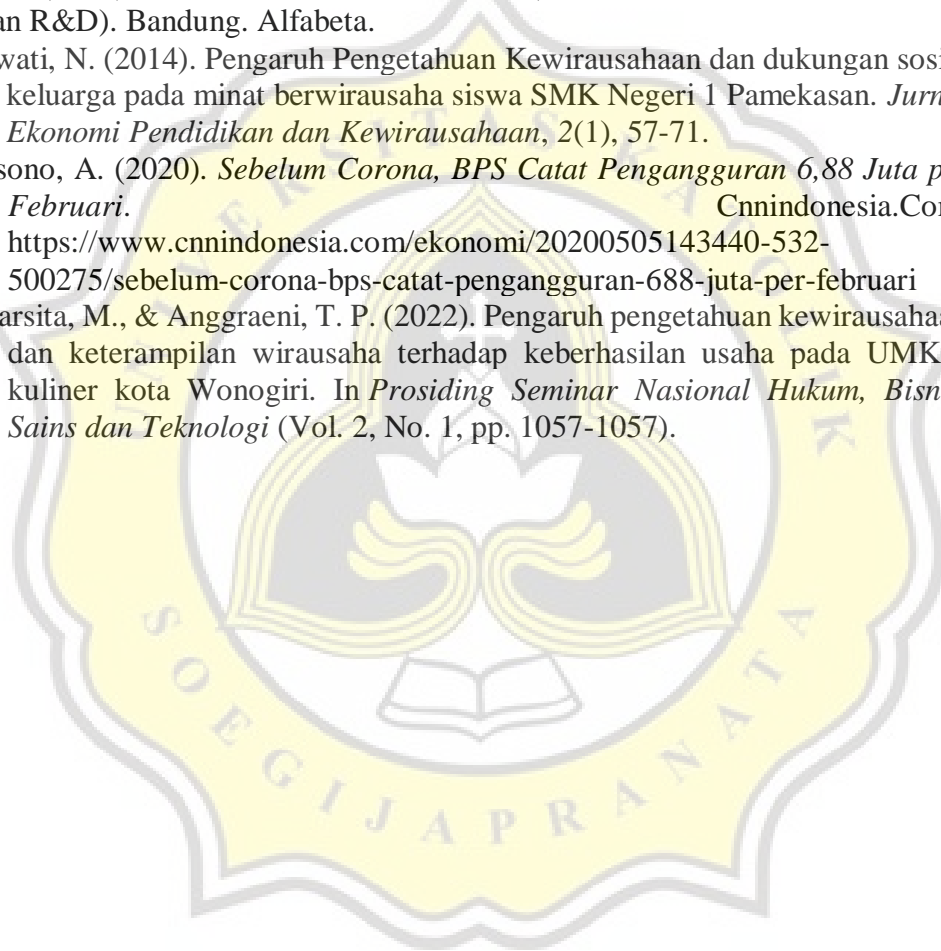 an R&D). Bandung. Alfabeta.
wati, N. (2014). Pengaruh Pengetahuan Kewirausahaan dan dukungan sosi
keluarga pada minat berwirausaha siswa SMK Negeri 1 Pamekasan. Jurn
Ekonomi Pendidikan dan Kewirausahaan, 2(1), 57-71.
sono, A. (2020). Sebelum Corona, BPS Catat Pengangguran 6,88 Juta p
Februari. Cnnindonesia.Co
https://www.cnnindonesia.com/ekonomi/20200505143440-532-
500275/sebelum-corona-bps-catat-pengangguran-688-juta-per-februari
arsita, M., & Anggraeni, T. P. (2022). Pengaruh pengetahuan kewirausaha
dan keterampilan wirausaha terhadap keberhasilan usaha pada UMK
kuliner kota Wonogiri. In Prosiding Seminar Nasional Hukum, Bisn
Sains dan Teknologi (Vol. 2, No. 1, pp. 1057-1057).
UNIVERSITAS KATOLIK
SOEGIJAPRANATA